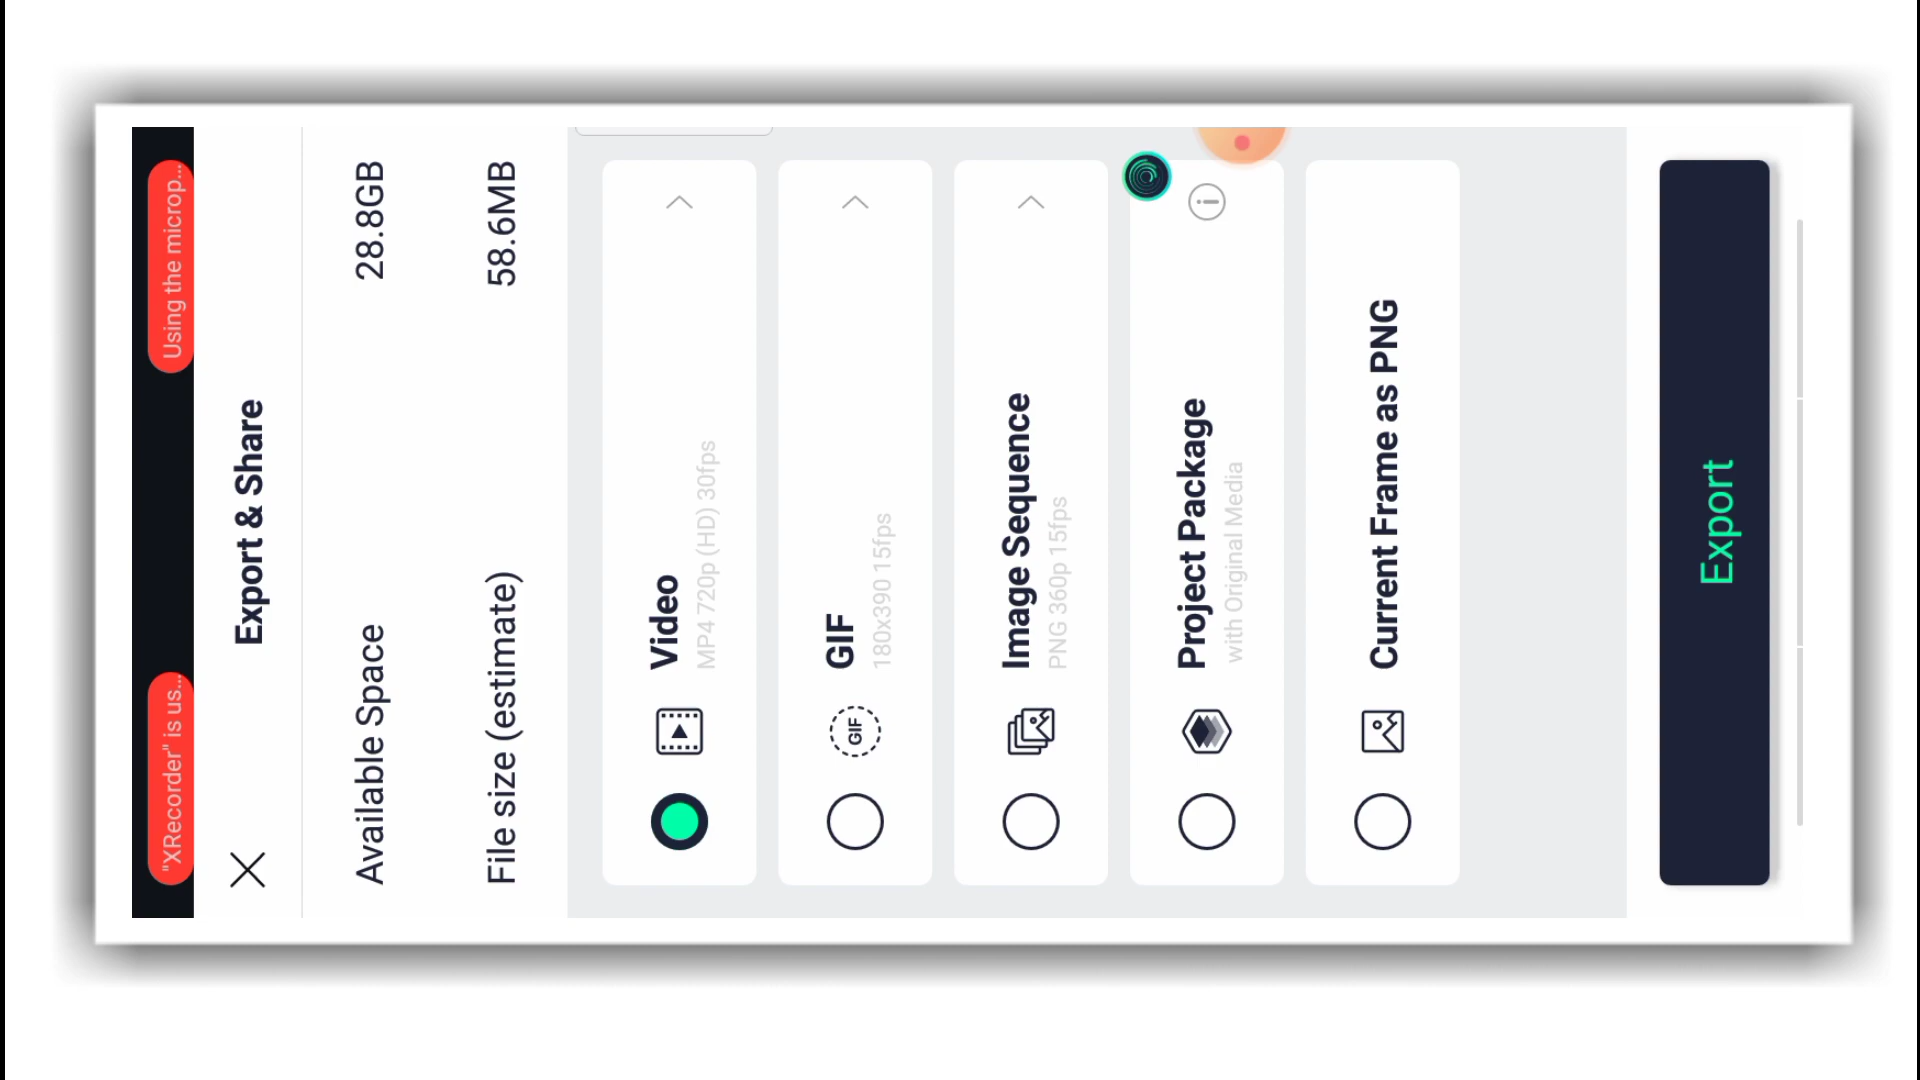 "XRecorder" is us...
Using the microp...
Export & Share
Available Space
28.8GB
File size (estimate)
58.6MB
Video
MP4 720p (HD) 30fps
GIF
GIF
180x390 15fps
Image Sequence
PNG 360p 15fps
Project Package
with Original Media
Current Frame as PNG
Export